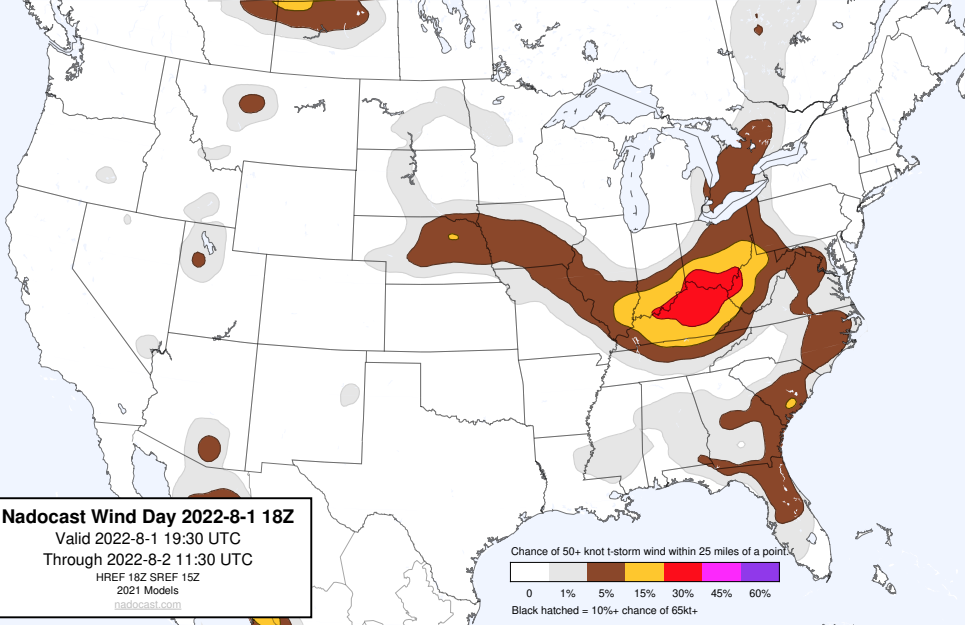 Nadocast Wind Day 2022-8-1 18Z
Valid 2022-8-1 19:30 UTC
Through 2022-8-2 11:30 UTC
HREF 18Z SREF 15Z
2021 Models
nadocast.com
Chance of 50+ knot t-storm wind within 25 miles of a point.
0 1% 5% 15% 30% 45% 60%
Black hatched = 10%+ chance of 65kt+